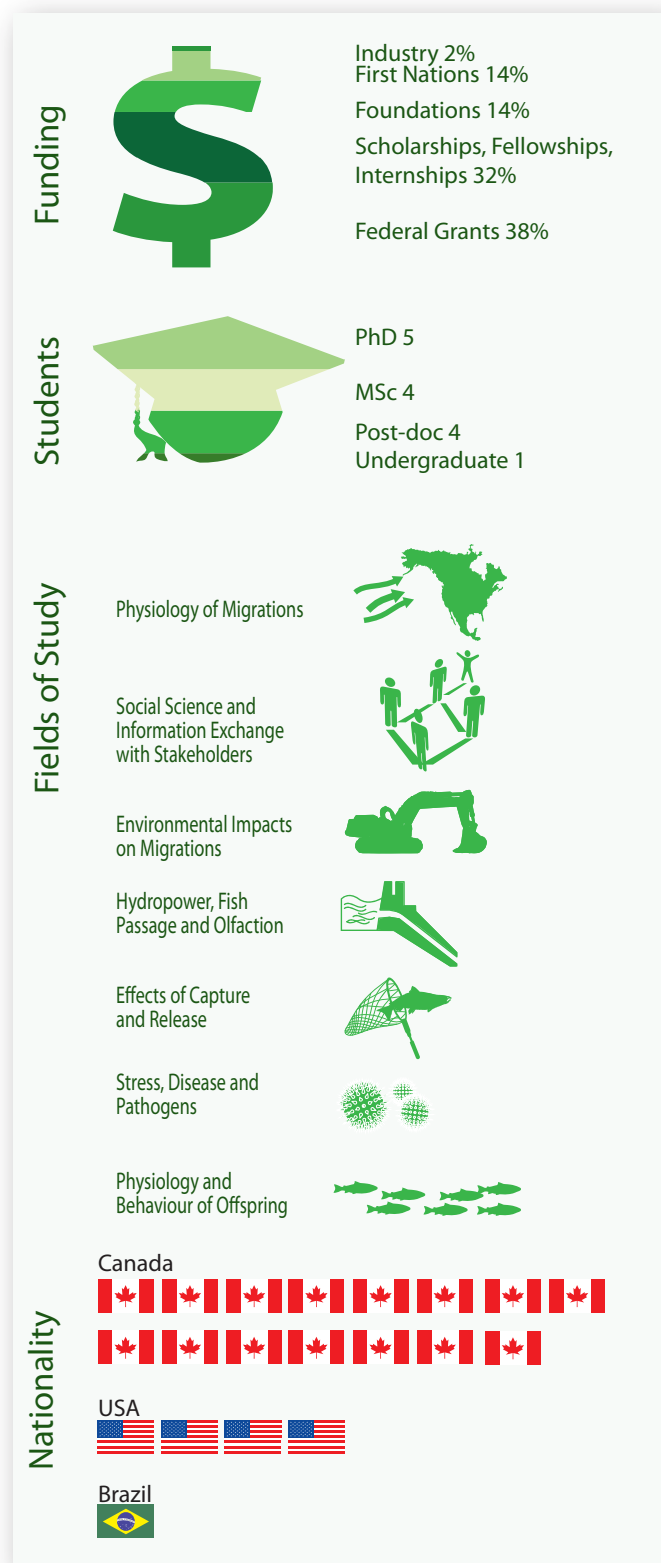 Funding
Industry 2%
First Nations 14%
Foundations 14%
Scholarships, Fellowships,
Internships 32%
Federal Grants 38%
Students
PhD 5
MSc 4
Post-doc 4
Undergraduate 1
Fields of Study
Physiology of Migrations
Social Science and
Information Exchange
with Stakeholders
Environmental Impacts
on Migrations
Hydropower, Fish
Passage and Olfaction
Effects of Capture
and Release
Stress, Disease and
Pathogens
Physiology and
Behaviour of Offspring
Nationality
Canada
USA
Brazil